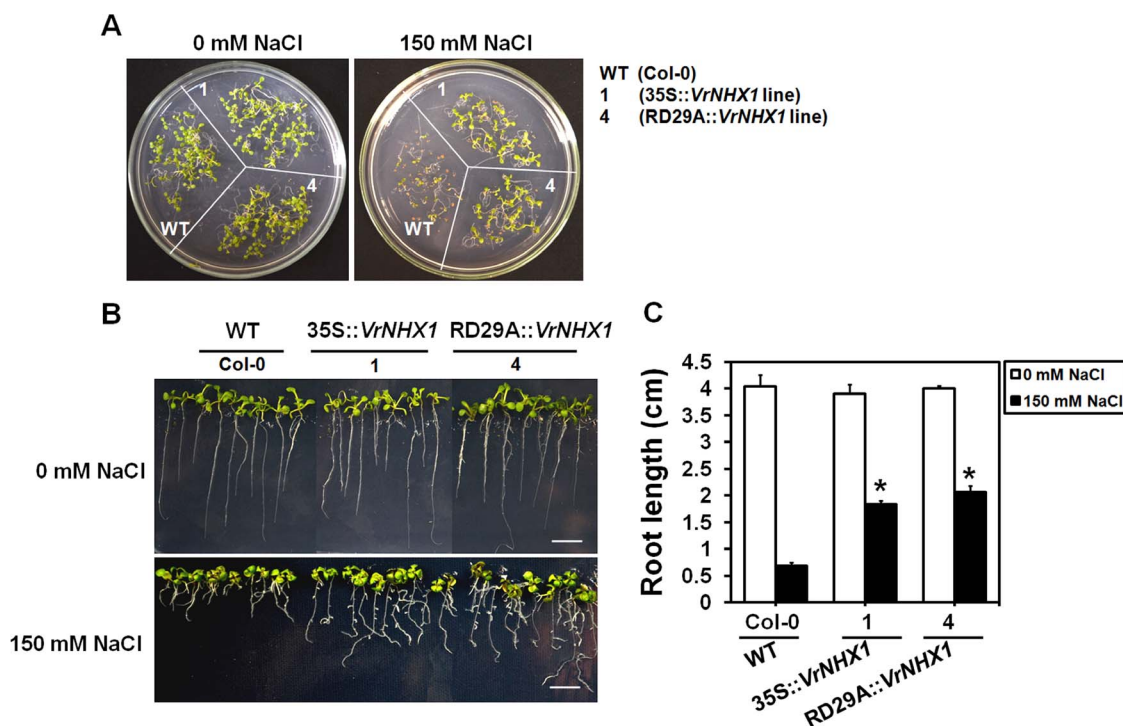 A
0 mM NaCl
150 mM NaCl
1
4
WT
1
4
WT
WT (Col-0)
1 (35S::VrNHX1 line)
4 (RD29A::VrNHX1 line)
B
WT
35S::VrNHX1
RD29A::VrNHX1
Col-0
1
4
0 mM NaCl
150 mM NaCl
C
Root length (cm)
4.5
4
3.5
3
2.5
2
1.5
1
0.5
0
*
*
0 mM NaCl
150 mM NaCl
Col-0
1
4
WT
35S::VrNHX1
RD29A::VrNHX1